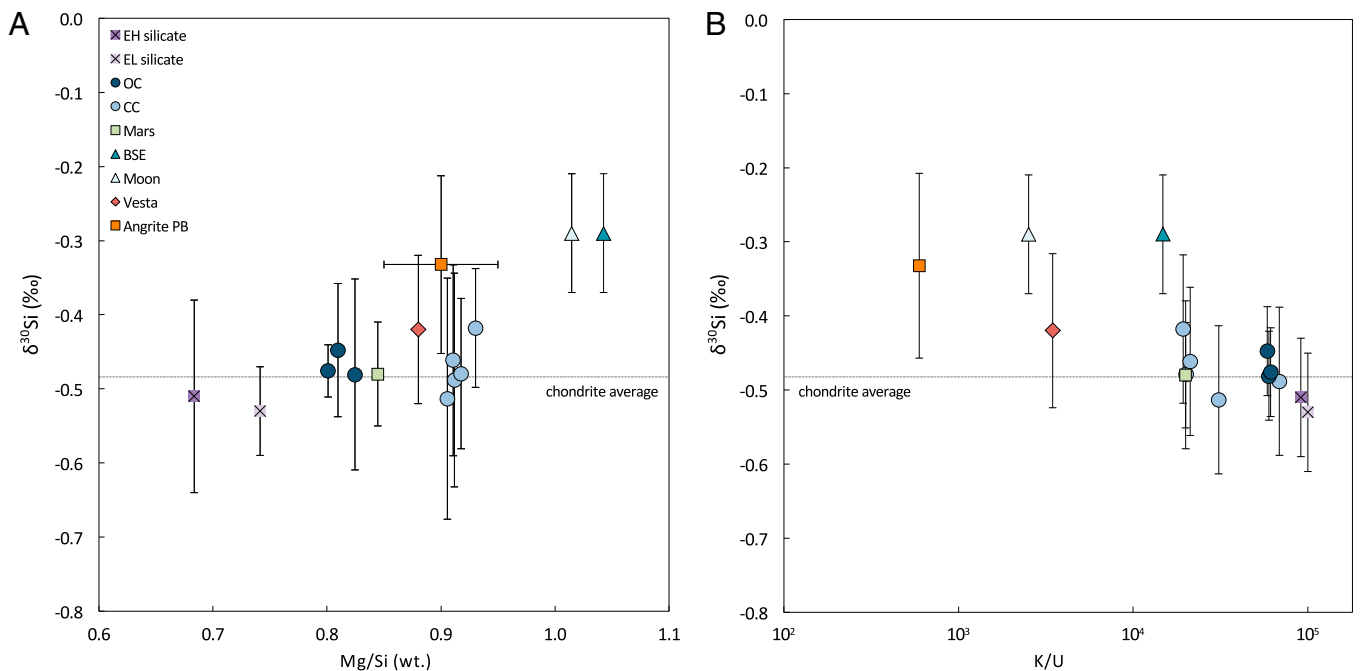 A
0.0
-0.1
-0.2
-0.3
-0.4
-0.5
-0.6
-0.7
-0.8
δ³⁰Si (‰)
EH silicate
EL silicate
OC
CC
Mars
BSE
Moon
Vesta
Angrite PB
chondrite average
0.6 0.7 0.8 0.9 1.0 1.1
Mg/Si (wt.)
B
0.0
-0.1
-0.2
-0.3
-0.4
-0.5
-0.6
-0.7
-0.8
δ³⁰Si (‰)
chondrite average
10² 10³ 10⁴ 10⁵
K/U